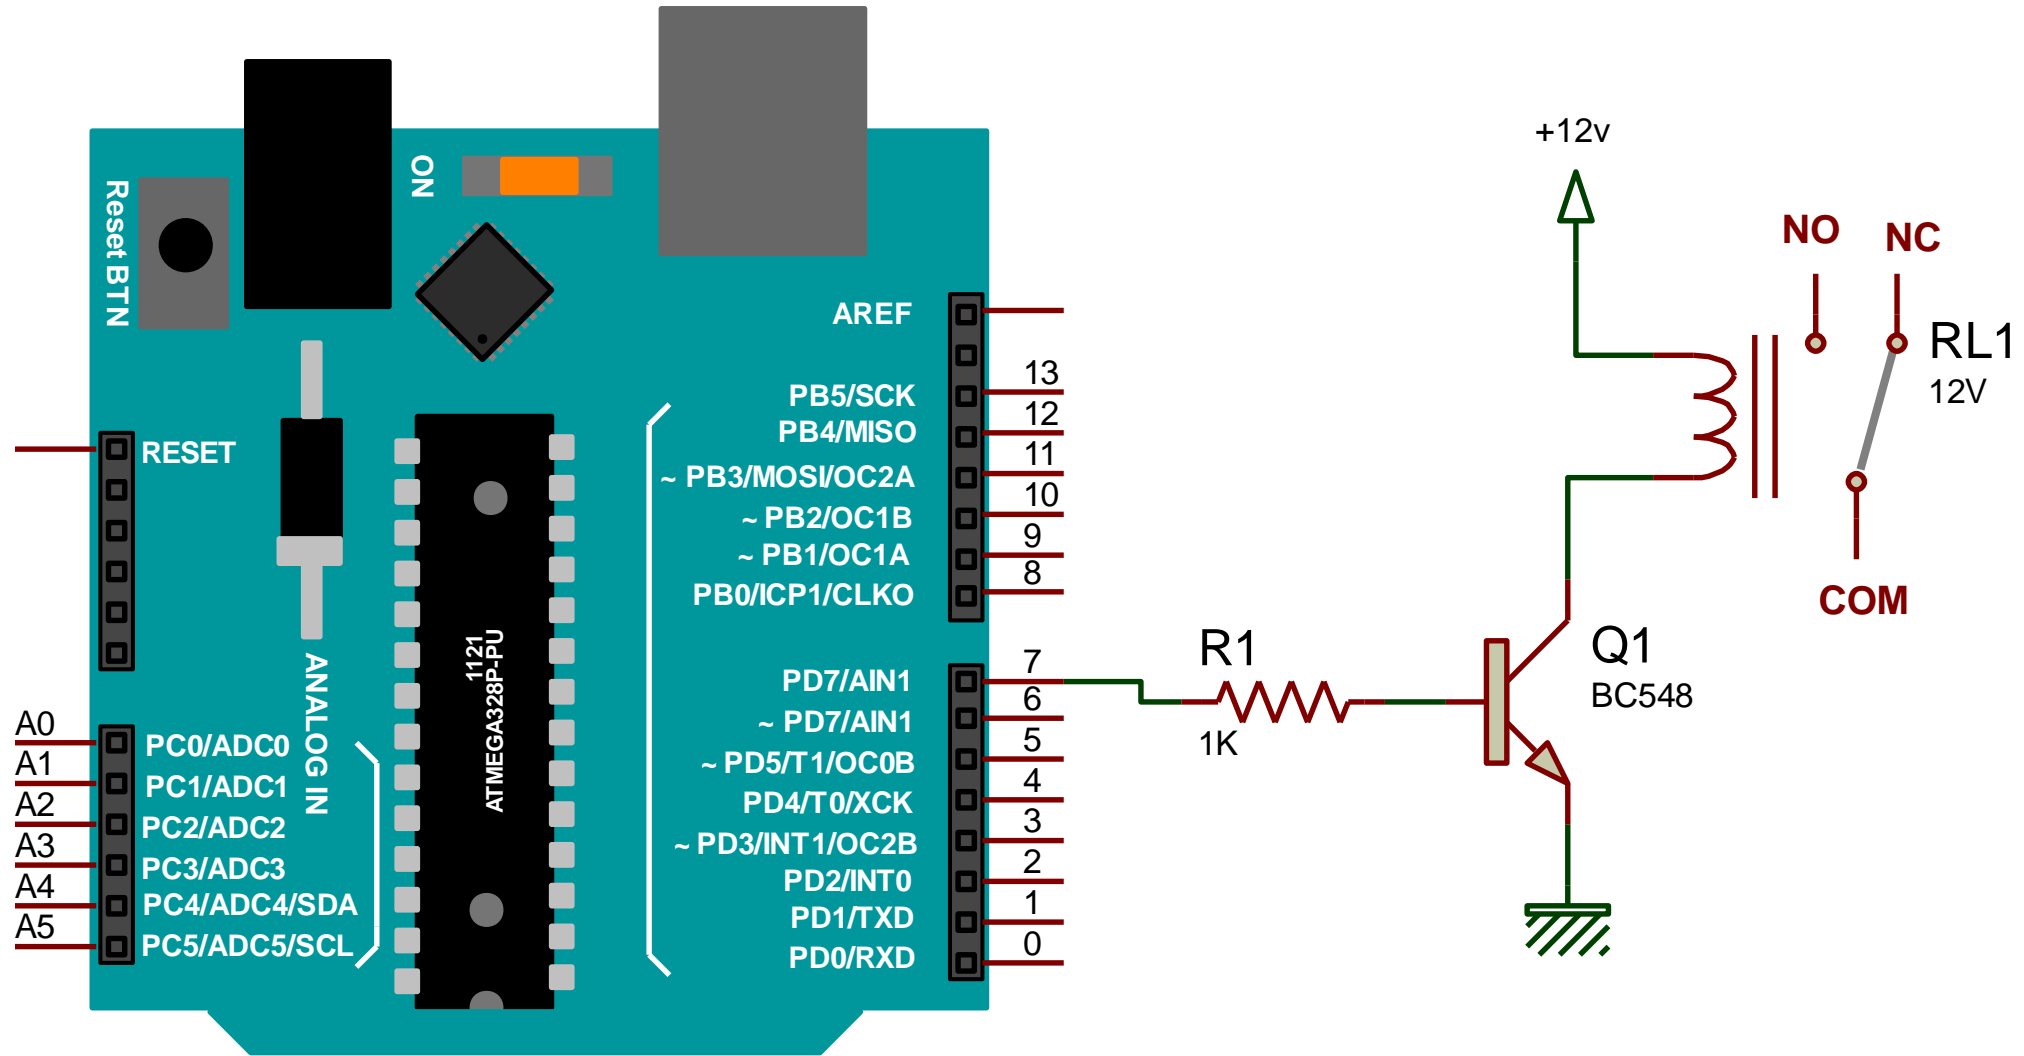 Reset BTN
ON
RESET
ANALOG IN
A0
PC0/ADC0
A1
PC1/ADC1
A2
PC2/ADC2
A3
PC3/ADC3
A4
PC4/ADC4/SDA
A5
PC5/ADC5/SCL
1121
ATMEGA328P-PU
AREF
13
PB5/SCK
12
PB4/MISO
11
~ PB3/MOSI/OC2A
10
~ PB2/OC1B
9
~ PB1/OC1A
8
PB0/ICP1/CLKO
7
PD7/AIN1
6
~ PD7/AIN1
5
~ PD5/T1/OC0B
4
PD4/T0/XCK
3
~ PD3/INT1/OC2B
2
PD2/INT0
1
PD1/TXD
0
PD0/RXD
R1
1K
+12v
NO
NC
RL1
12V
COM
Q1
BC548